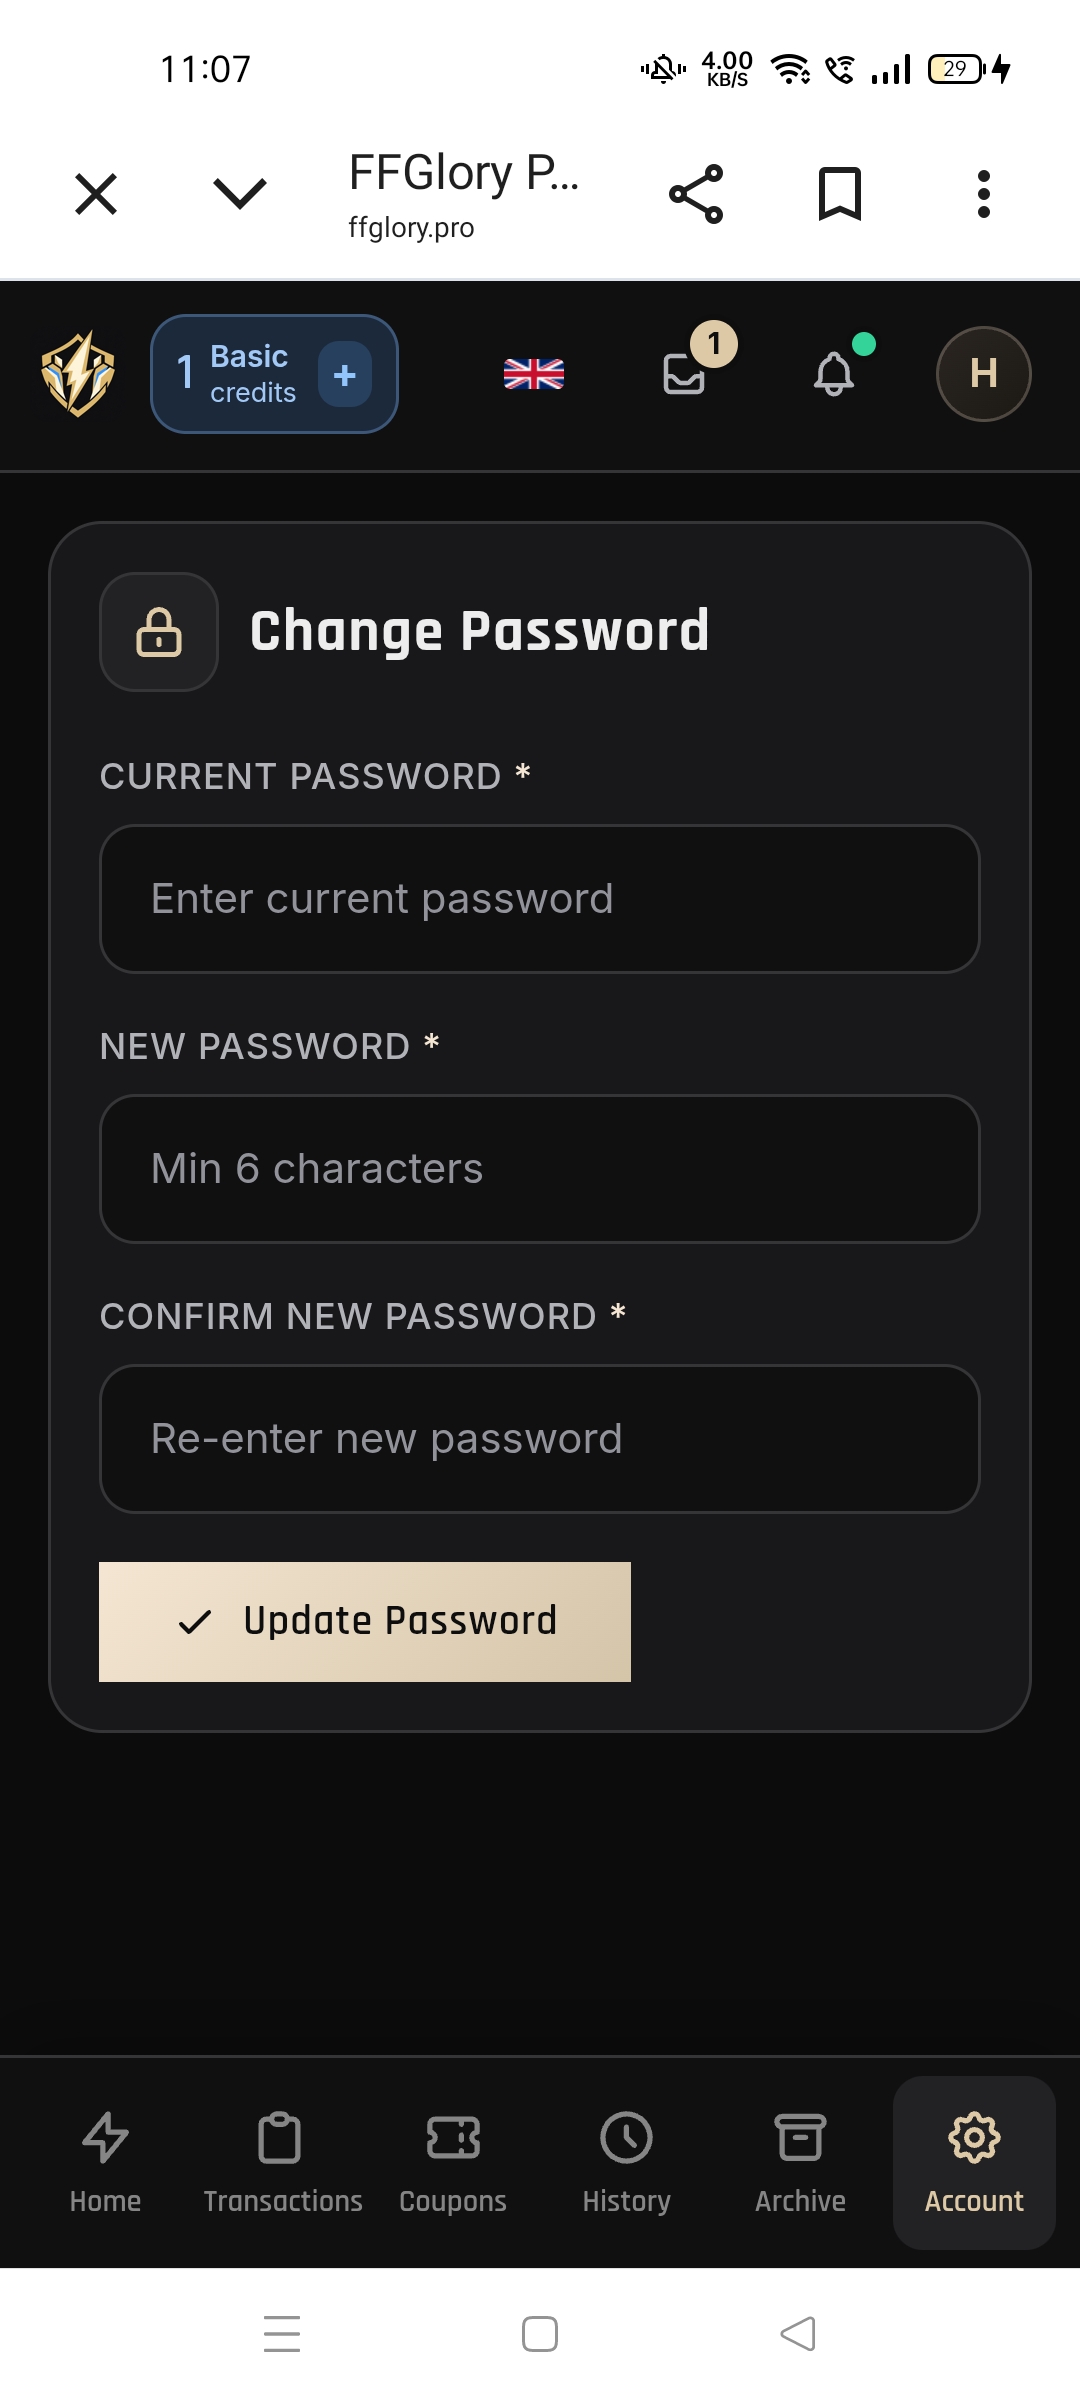 11:07
4.00
KB/S
29
FFGlory P...
ffglory.pro
1
Basic
credits
+
1
H
Change Password
CURRENT PASSWORD *
Enter current password
NEW PASSWORD *
Min 6 characters
CONFIRM NEW PASSWORD *
Re-enter new password
Update Password
Home
Transactions
Coupons
History
Archive
Account